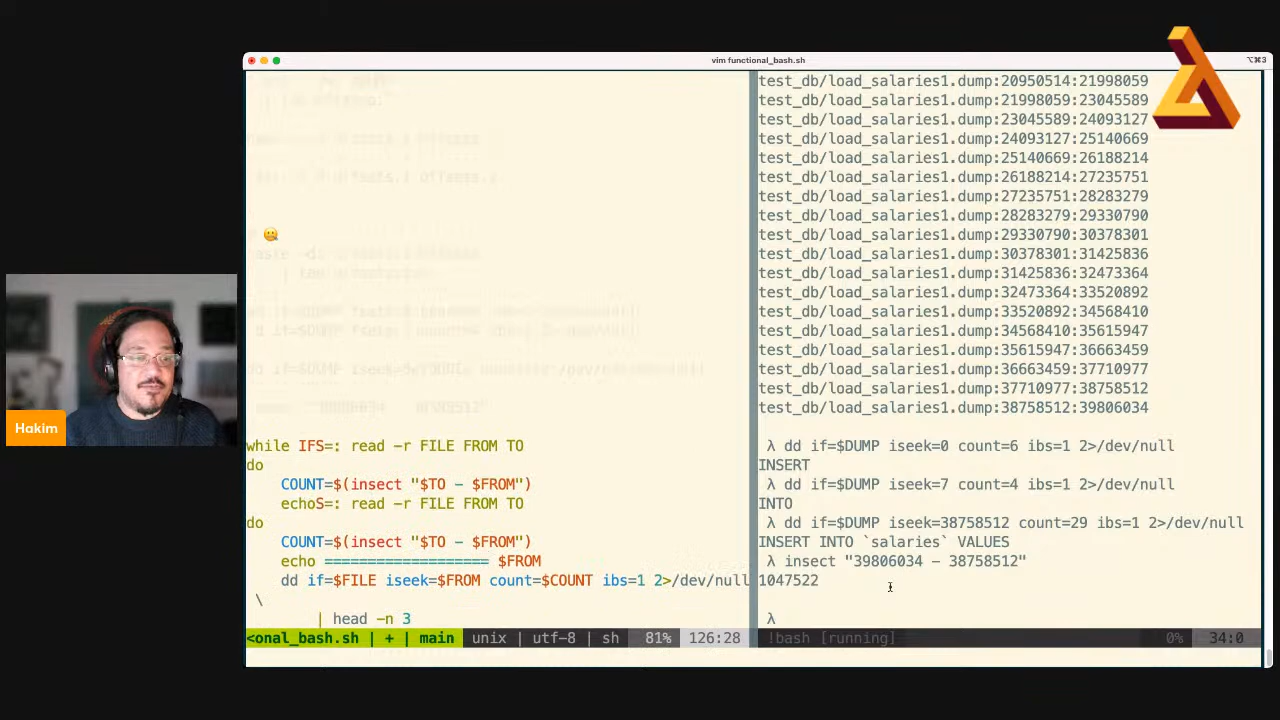 vim functional_bash.sh
⌥⌘3
while IFS=: read -r FILE FROM TO
do
COUNT=$(insect "$TO - $FROM")
echoS=: read -r FILE FROM TO
do
COUNT=$(insect "$TO - $FROM")
echo =================== $FROM
dd if=$FILE iseek=$FROM count=$COUNT ibs=1 2>/dev/null
\
| head -n 3
<onal_bash.sh | + | main unix | utf-8 | sh 81% 126:28
test_db/load_salaries1.dump:20950514:21998059
test_db/load_salaries1.dump:21998059:23045589
test_db/load_salaries1.dump:23045589:24093127
test_db/load_salaries1.dump:24093127:25140669
test_db/load_salaries1.dump:25140669:26188214
test_db/load_salaries1.dump:26188214:27235751
test_db/load_salaries1.dump:27235751:28283279
test_db/load_salaries1.dump:28283279:29330790
test_db/load_salaries1.dump:29330790:30378301
test_db/load_salaries1.dump:30378301:31425836
test_db/load_salaries1.dump:31425836:32473364
test_db/load_salaries1.dump:32473364:33520892
test_db/load_salaries1.dump:33520892:34568410
test_db/load_salaries1.dump:34568410:35615947
test_db/load_salaries1.dump:35615947:36663459
test_db/load_salaries1.dump:36663459:37710977
test_db/load_salaries1.dump:37710977:38758512
test_db/load_salaries1.dump:38758512:39806034
λ dd if=$DUMP iseek=0 count=6 ibs=1 2>/dev/null
INSERT
λ dd if=$DUMP iseek=7 count=4 ibs=1 2>/dev/null
INTO
λ dd if=$DUMP iseek=38758512 count=29 ibs=1 2>/dev/null
INSERT INTO `salaries` VALUES
λ insect "39806034 - 38758512"
1047522
λ
!bash [running] 0% 34:0
Hakim